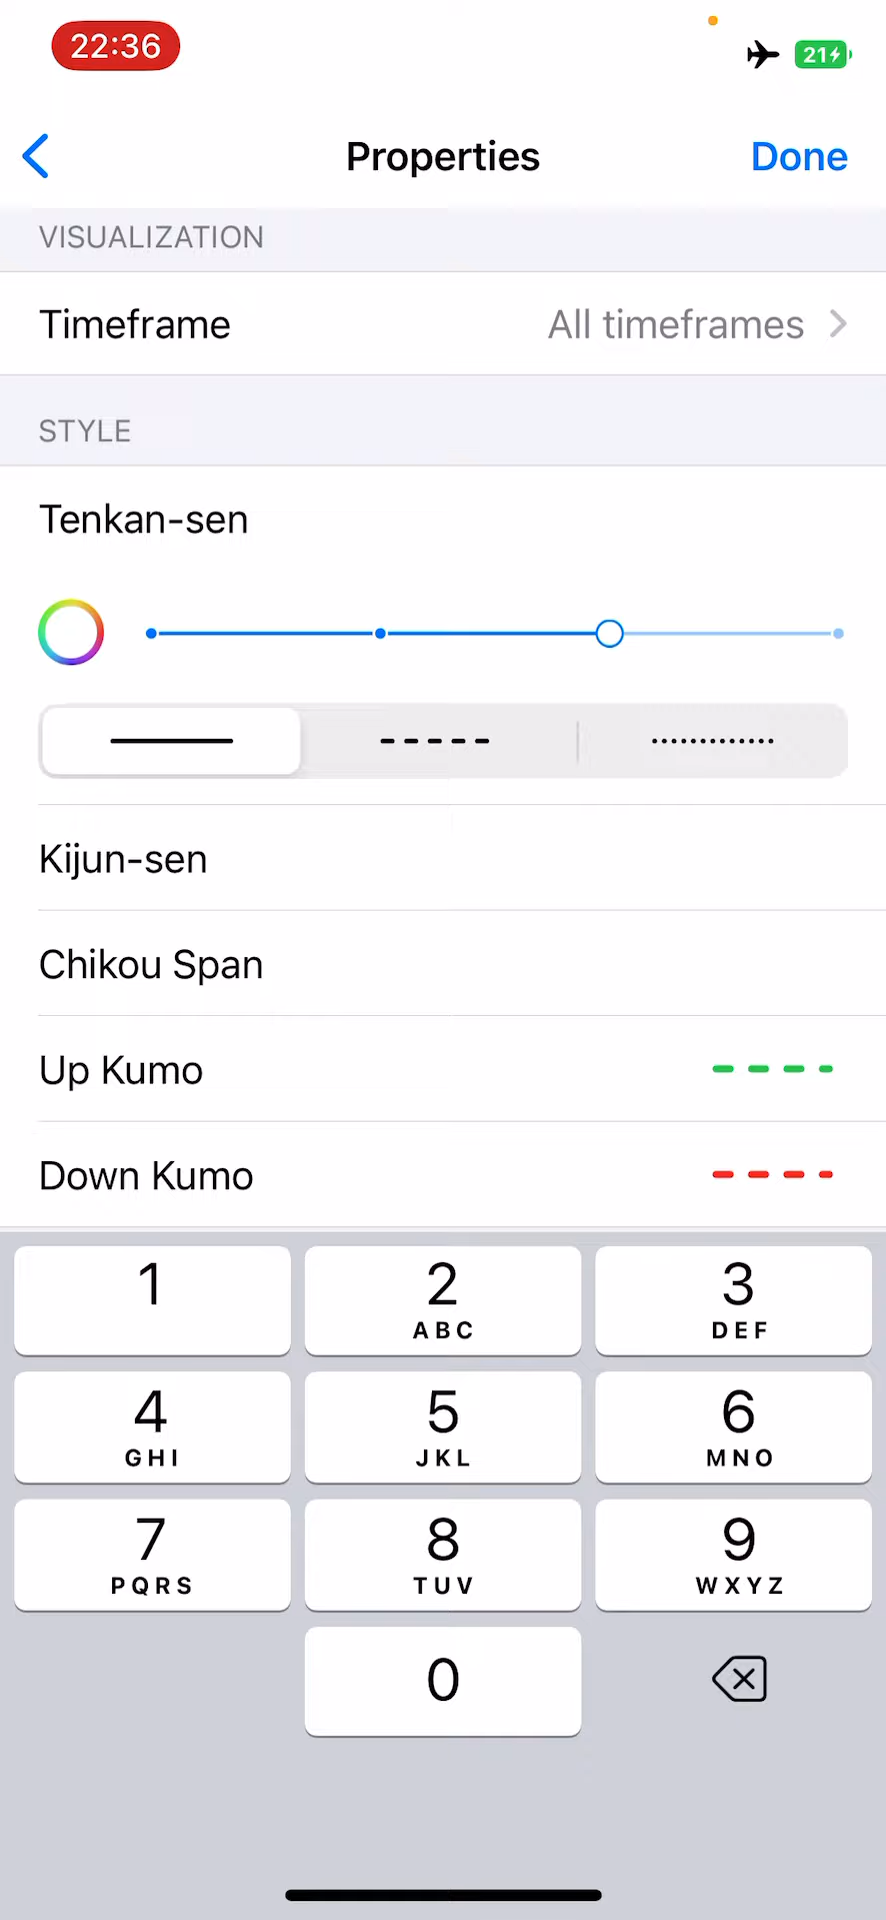 22:36
21
Properties
Done
VISUALIZATION
Timeframe
All timeframes
STYLE
Tenkan-sen
Kijun-sen
Chikou Span
Up Kumo
Down Kumo
1
2
ABC
3
DEF
4
GHI
5
JKL
6
MNO
7
PQRS
8
TUV
9
WXYZ
0